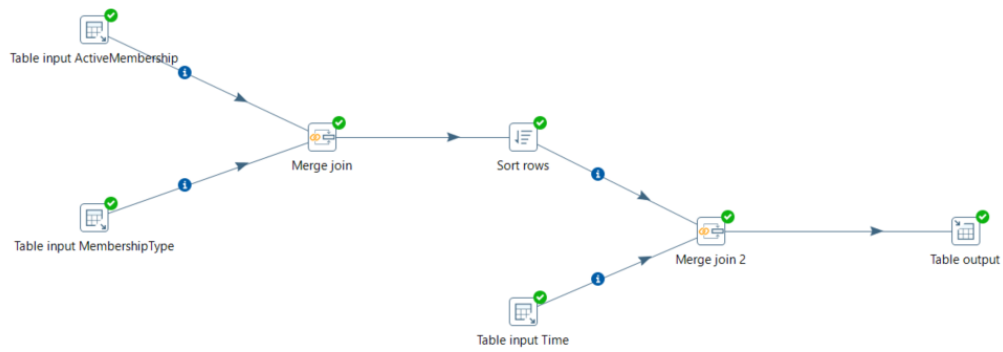 Table input ActiveMembership
Merge join
Sort rows
Table input MembershipType
Merge join 2
Table output
Table input Time